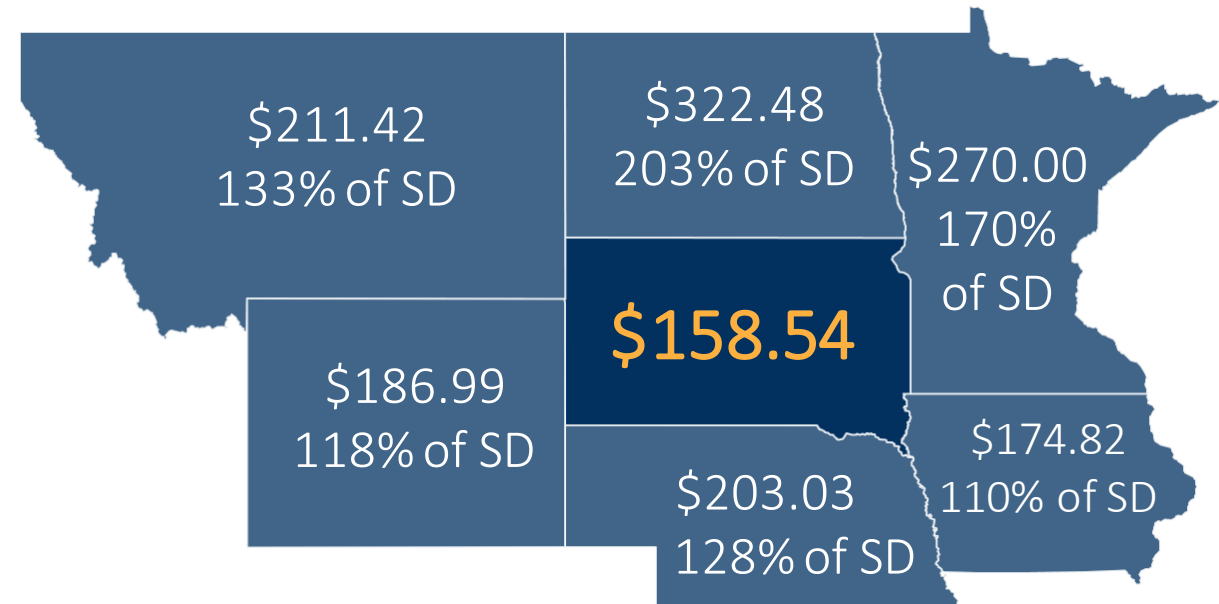 $211.42
133% of SD
$322.48
203% of SD
$270.00
170%
of SD
$158.54
$186.99
118% of SD
$203.03
128% of SD
$174.82
110% of SD